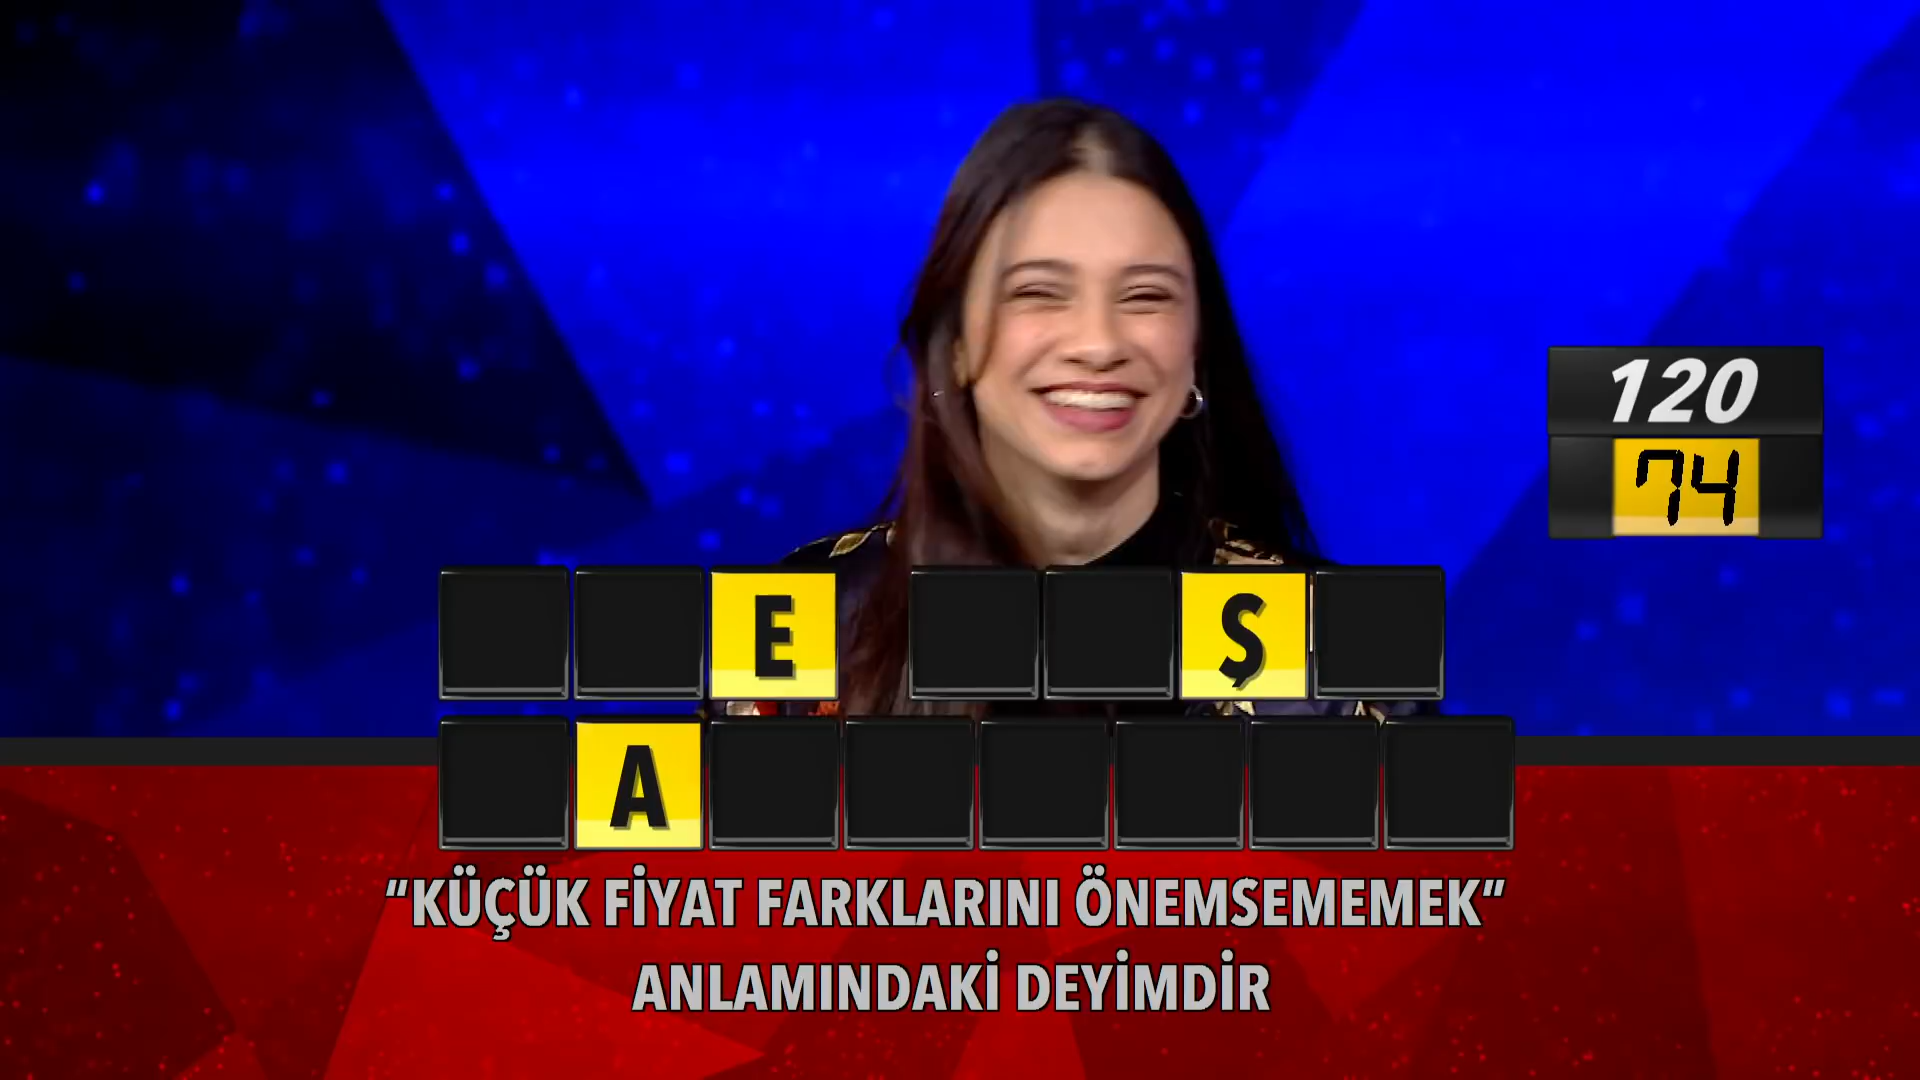 120
74
E Ş
A
“KÜÇÜK FİYAT FARKLARINI ÖNEMSEMEMEK”
ANLAMINDAKİ DEYİMDİR